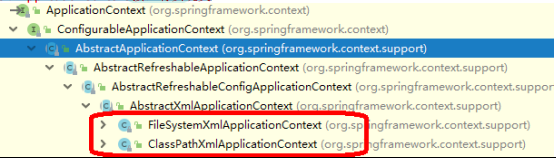 ApplicationContext (org.springframework.context)
ConfigurableApplicationContext (org.springframework.context)
AbstractApplicationContext (org.springframework.context.support)
AbstractRefreshableApplicationContext (org.springframework.context.support)
AbstractRefreshableConfigApplicationContext (org.springframework.context.support)
AbstractXmlApplicationContext (org.springframework.context.support)
FileSystemXmlApplicationContext (org.springframework.context.support)
ClassPathXmlApplicationContext (org.springframework.context.support)